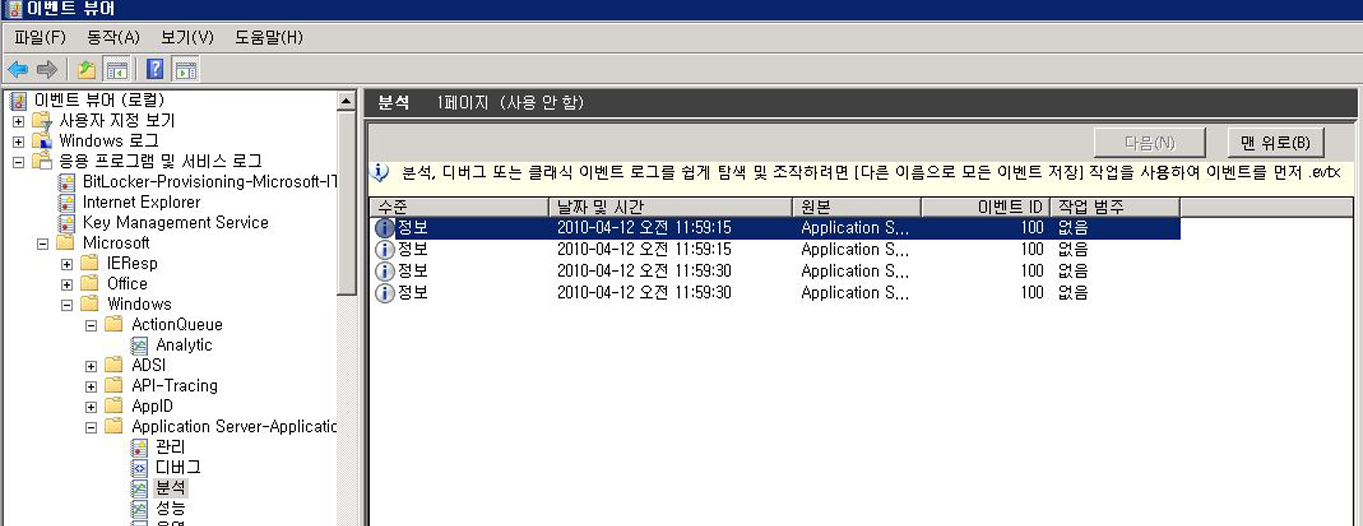 이벤트 뷰어
파일(F) 동작(A) 보기(V) 도움말(H)
이벤트 뷰어 (로컬)
사용자 지정 보기
Windows 로그
응용 프로그램 및 서비스 로그
BitLocker-Provisioning-Microsoft-IT
Internet Explorer
Key Management Service
Microsoft
IEResp
Office
Windows
ActionQueue
Analytic
ADSI
API-Tracing
AppID
Application Server-Applicatio
관리
디버그
분석
성능
분석 1페이지 (사용 안 함)
다음(N) 맨 위로(B)
분석, 디버그 또는 클래식 이벤트 로그를 쉽게 탐색 및 조작하려면 [다른 이름으로 모든 이벤트 저장] 작업을 사용하여 이벤트를 먼저 .evtx
수준 날짜 및 시간 원본 이벤트 ID 작업 범주
정보 2010-04-12 오전 11:59:15 Application S... 100 없음
정보 2010-04-12 오전 11:59:15 Application S... 100 없음
정보 2010-04-12 오전 11:59:30 Application S... 100 없음
정보 2010-04-12 오전 11:59:30 Application S... 100 없음